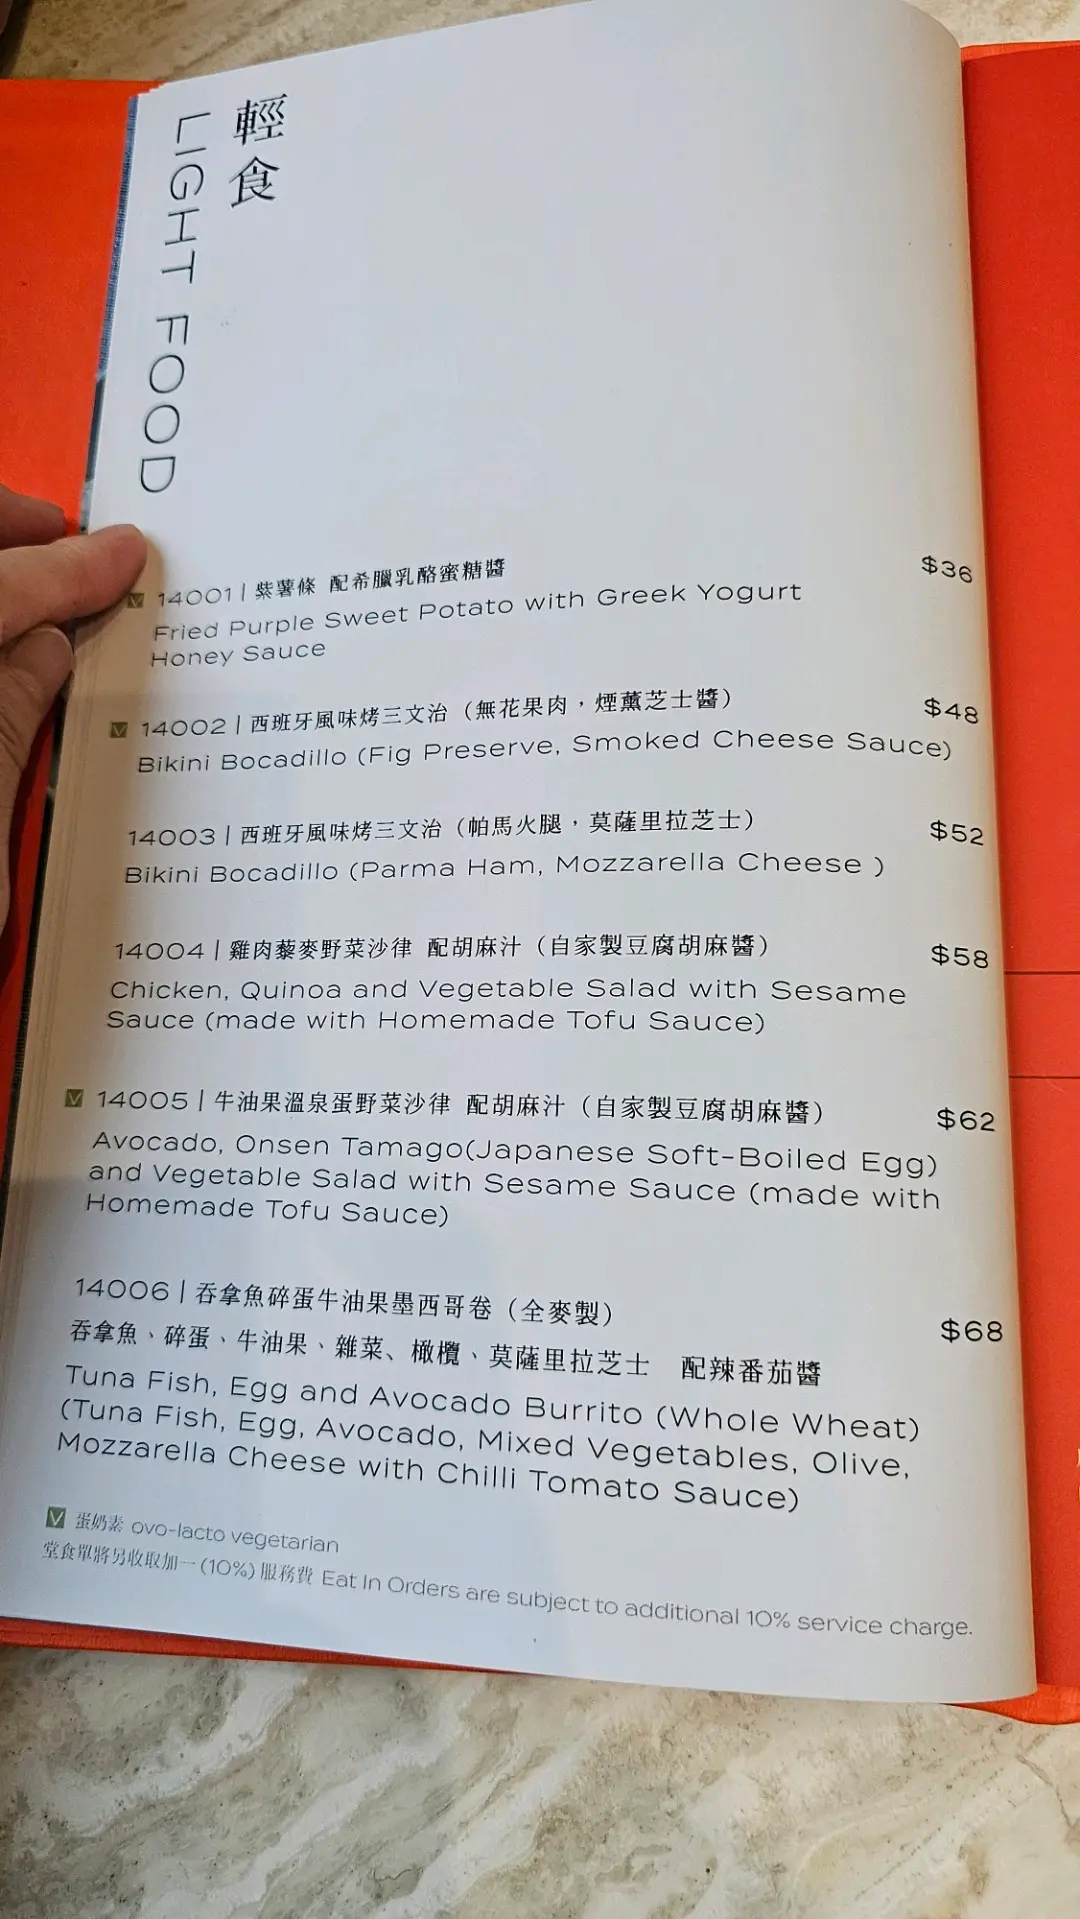 輕食
LIGHT FOOD
14001 | 紫薯條 配希臘乳酪蜜糖醬 $36
Fried Purple Sweet Potato with Greek Yogurt
Honey Sauce
14002 | 西班牙風味烤三文治（無花果肉，煙薰芝士醬） $48
Bikini Bocadillo (Fig Preserve, Smoked Cheese Sauce)
14003 | 西班牙風味烤三文治（帕馬火腿，莫薩里拉芝士） $52
Bikini Bocadillo (Parma Ham, Mozzarella Cheese )
14004 | 雞肉藜麥野菜沙律 配胡麻汁（自家製豆腐胡麻醬） $58
Chicken, Quinoa and Vegetable Salad with Sesame
Sauce (made with Homemade Tofu Sauce)
14005 | 牛油果溫泉蛋野菜沙律 配胡麻汁（自家製豆腐胡麻醬） $62
Avocado, Onsen Tamago(Japanese Soft-Boiled Egg)
and Vegetable Salad with Sesame Sauce (made with
Homemade Tofu Sauce)
14006 | 吞拿魚碎蛋牛油果墨西哥卷（全麥製） $68
吞拿魚、碎蛋、牛油果、雜菜、橄欖、莫薩里拉芝士 配辣番茄醬
Tuna Fish, Egg and Avocado Burrito (Whole Wheat)
(Tuna Fish, Egg, Avocado, Mixed Vegetables, Olive,
Mozzarella Cheese with Chilli Tomato Sauce)
V 蛋奶素 ovo-lacto vegetarian
堂食單將另收取加一 (10%) 服務費 Eat In Orders are subject to additional 10% service charge.